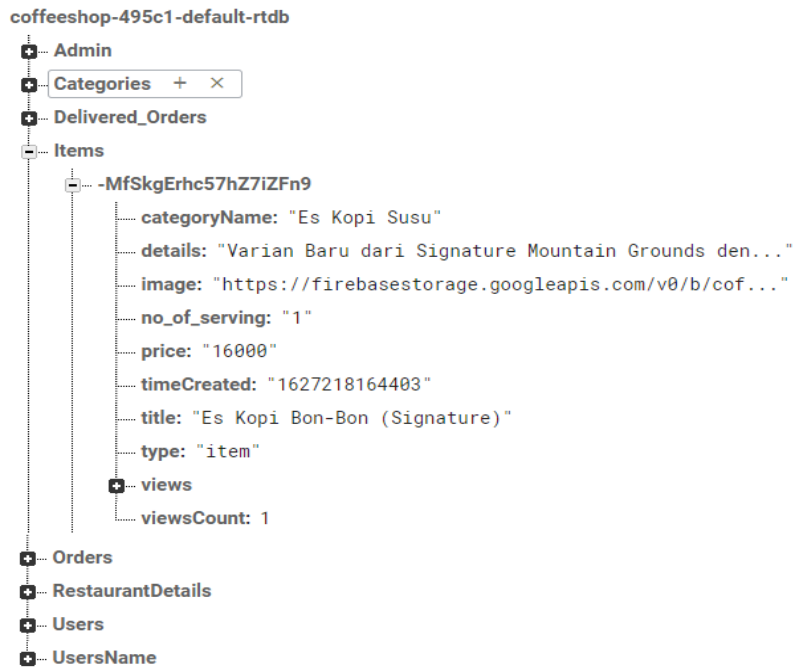 coffeeshop-495c1-default-rtdb
Admin
Categories + ×
Delivered_Orders
Items
-MfSkgErhc57hZ7iZFn9
categoryName: "Es Kopi Susu"
details: "Varian Baru dari Signature Mountain Grounds den..."
image: "https://firebasestorage.googleapis.com/v0/b/cof..."
no_of_serving: "1"
price: "16000"
timeCreated: "1627218164403"
title: "Es Kopi Bon-Bon (Signature)"
type: "item"
views
viewsCount: 1
Orders
RestaurantDetails
Users
UsersName